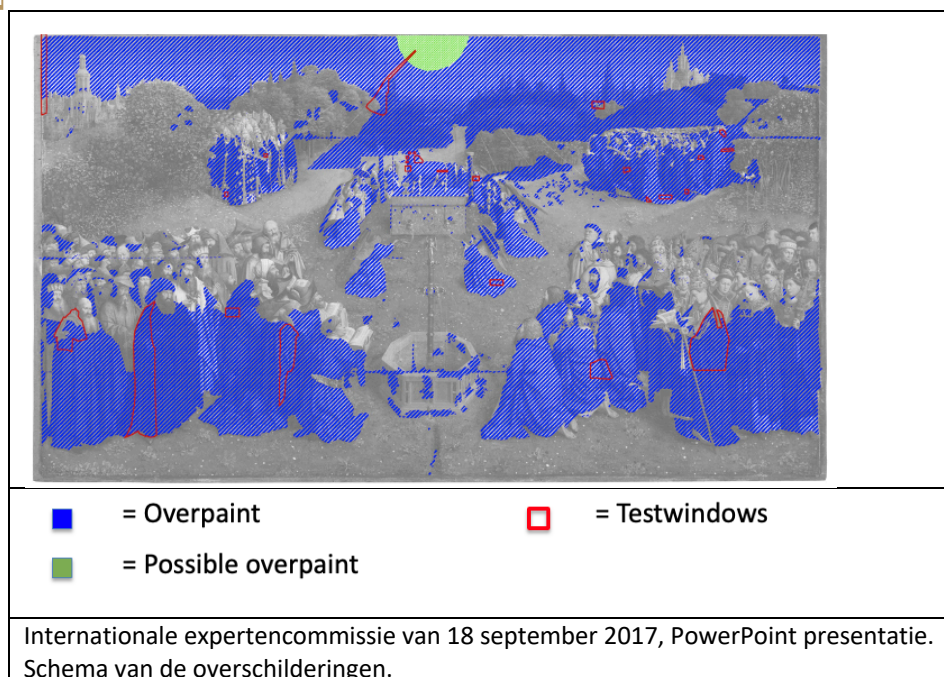 = Overpaint
= Testwindows
= Possible overpaint
Internationale expertencommissie van 18 september 2017, PowerPoint presentatie.
Schema van de overschilderingen.